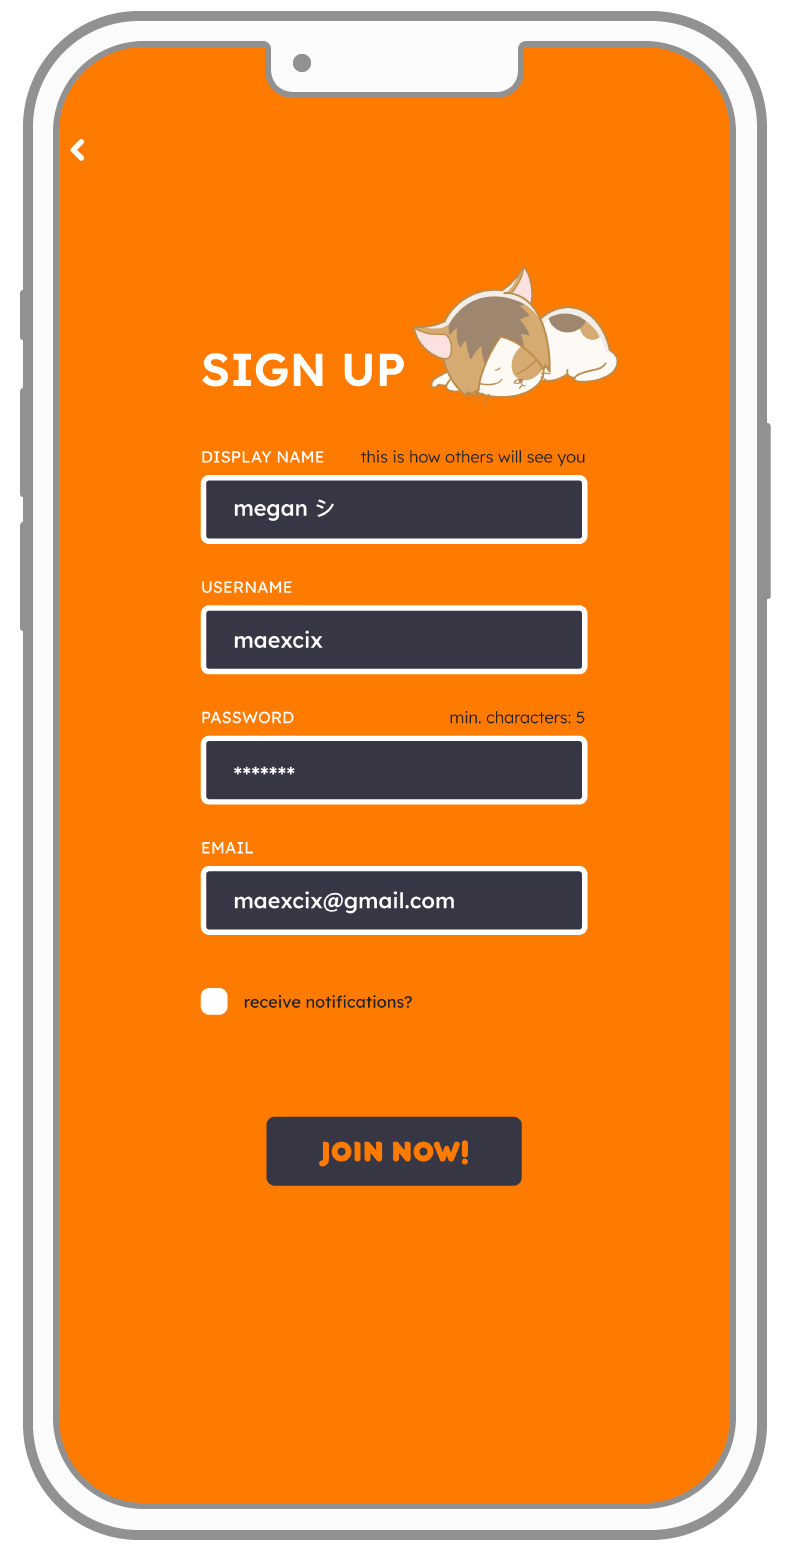 SIGN UP
DISPLAY NAME this is how others will see you
megan シ
USERNAME
maexcix
PASSWORD min. characters: 5
*******
EMAIL
maexcix@gmail.com
receive notifications?
JOIN NOW!